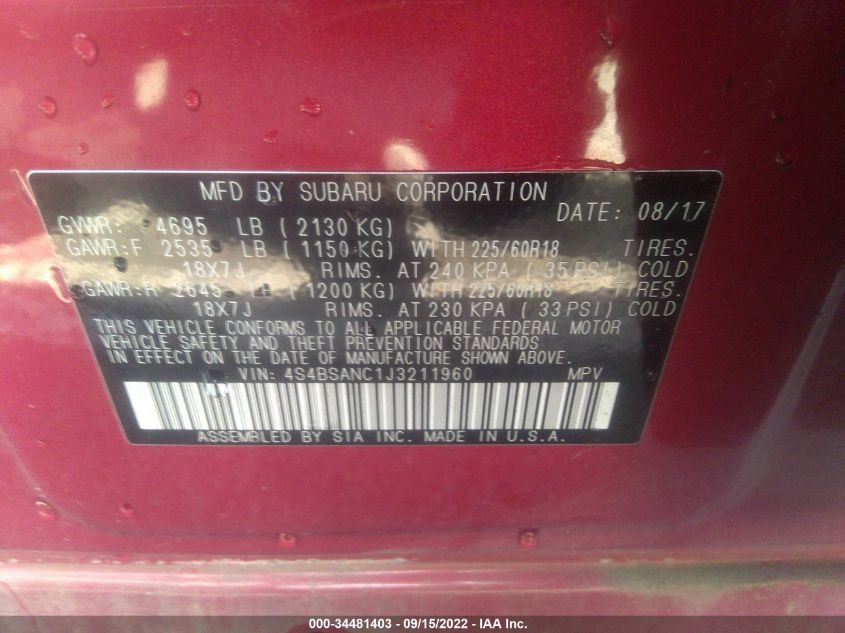 MFD BY SUBARU CORPORATION
DATE: 08/17
GVWR: 4695 LB (2130 KG)
GAWR:F 2535 LB (1150 KG) WITH 225/60R18 TIRES.
18X7J RIMS. AT 240 KPA (35 PSI) COLD
GAWR:R 2645 LB (1200 KG) WITH 225/60R18 TIRES.
18X7J RIMS. AT 230 KPA (33 PSI) COLD
THIS VEHICLE CONFORMS TO ALL APPLICABLE FEDERAL MOTOR
VEHICLE SAFETY AND THEFT PREVENTION STANDARDS
IN EFFECT ON THE DATE OF MANUFACTURE SHOWN ABOVE.
VIN: 4S4BSANC1J3211960 MPV
ASSEMBLED BY SIA INC. MADE IN U.S.A.
000-34481403 - 09/15/2022 - IAA Inc.